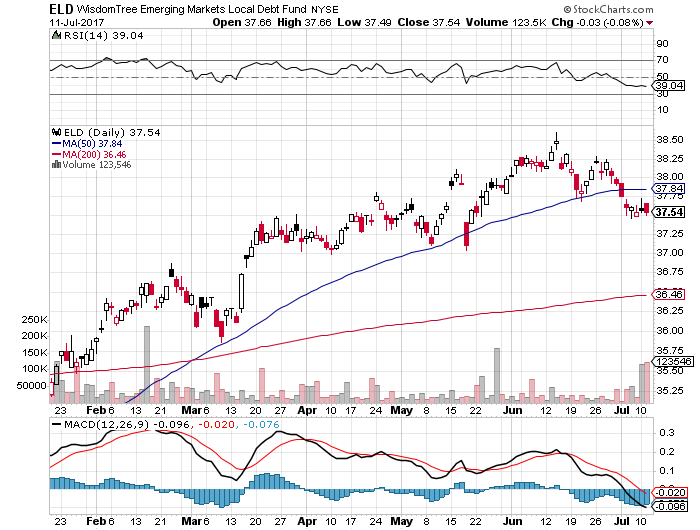 ELD WisdomTree Emerging Markets Local Debt Fund NYSE
© StockCharts.com
11-Jul-2017
Open 37.66 High 37.66 Low 37.49 Close 37.54 Volume 123.5K Chg -0.03 (-0.08%)
RSI(14) 39.04
90
70
50
39.04
30
10
ELD (Daily) 37.54
MA(50) 37.84
MA(200) 36.46
Volume 123,546
38.50
38.25
38.00
37.84
37.75
37.54
37.25
37.00
36.75
36.46
36.25
36.00
35.75
123546
35.50
35.25
250K
200K
150K
100K
50000
23 Feb 6 13 21 Mar 6 13 20 27 Apr 10 17 24 May 8 15 22 Jun 12 19 26 Jul 10
MACD(12,26,9) -0.096, -0.020, -0.076
0.3
0.2
0.1
-0.020
-0.096
23 Feb 6 13 21 Mar 6 13 20 27 Apr 10 17 24 May 8 15 22 Jun 12 19 26 Jul 10